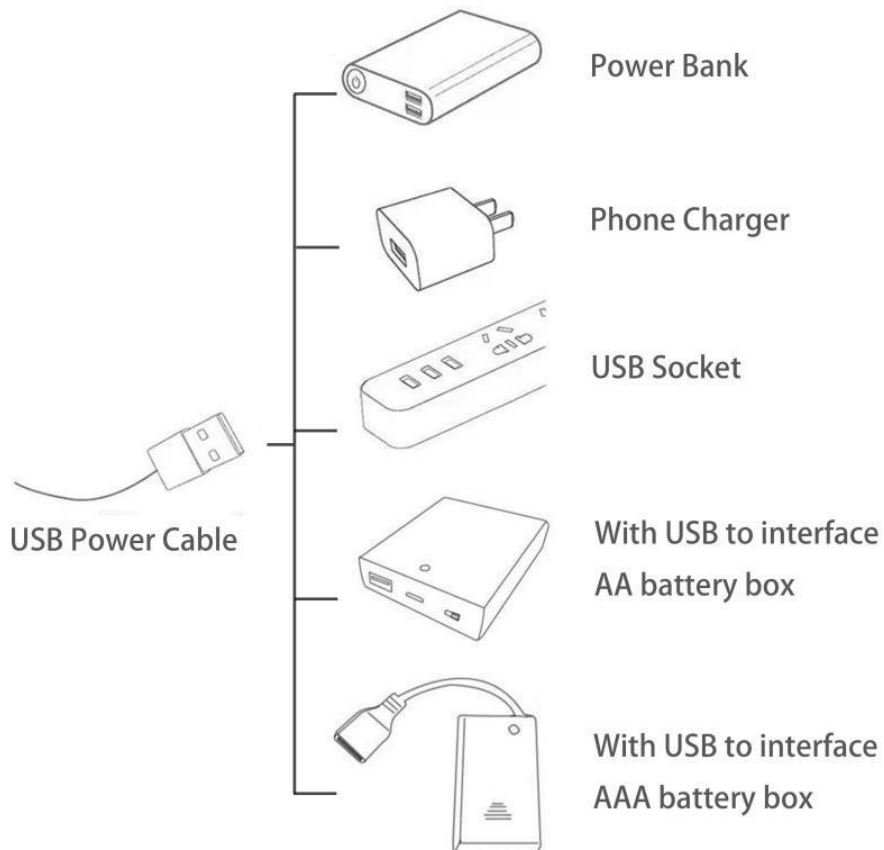 Power Bank
Phone Charger
USB Socket
USB Power Cable
With USB to interface
AA battery box
With USB to interface
AAA battery box